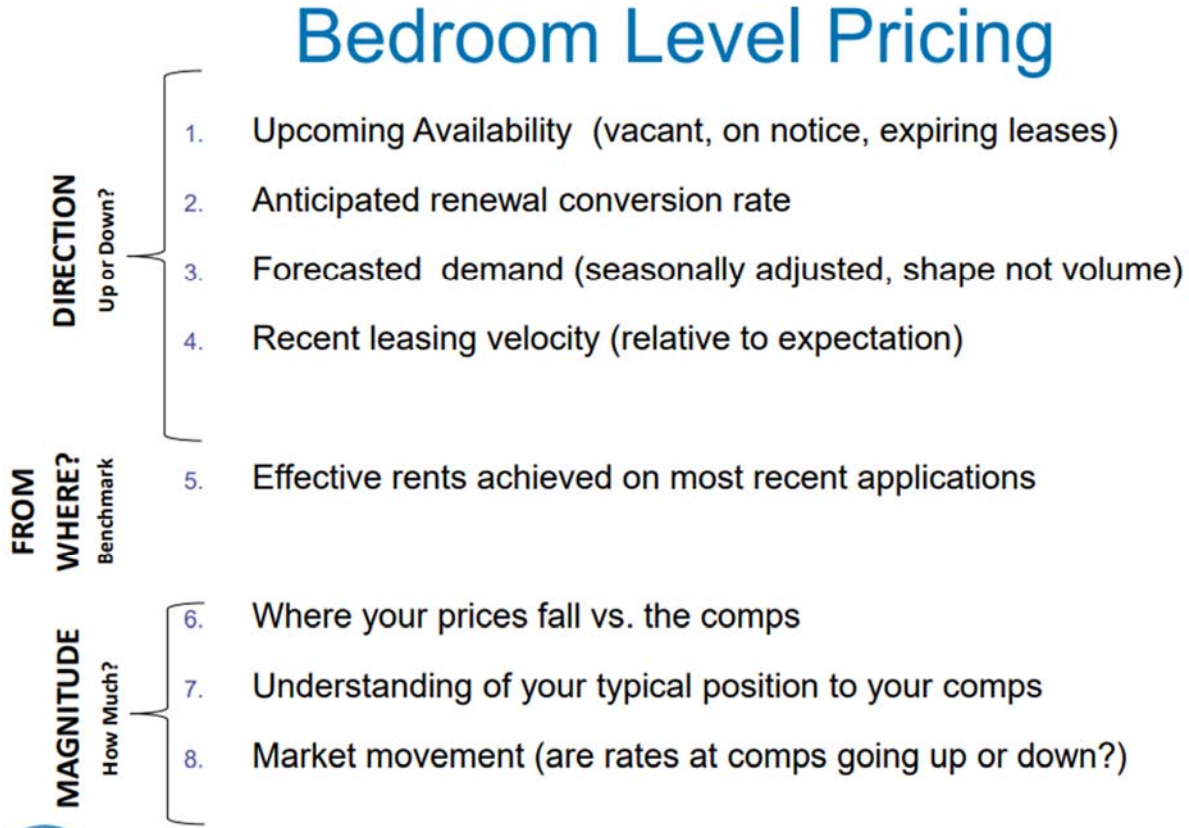 Bedroom Level Pricing
DIRECTION
Up or Down?
1. Upcoming Availability (vacant, on notice, expiring leases)
2. Anticipated renewal conversion rate
3. Forecasted demand (seasonally adjusted, shape not volume)
4. Recent leasing velocity (relative to expectation)
FROM
WHERE?
Benchmark
5. Effective rents achieved on most recent applications
MAGNITUDE
How Much?
6. Where your prices fall vs. the comps
7. Understanding of your typical position to your comps
8. Market movement (are rates at comps going up or down?)